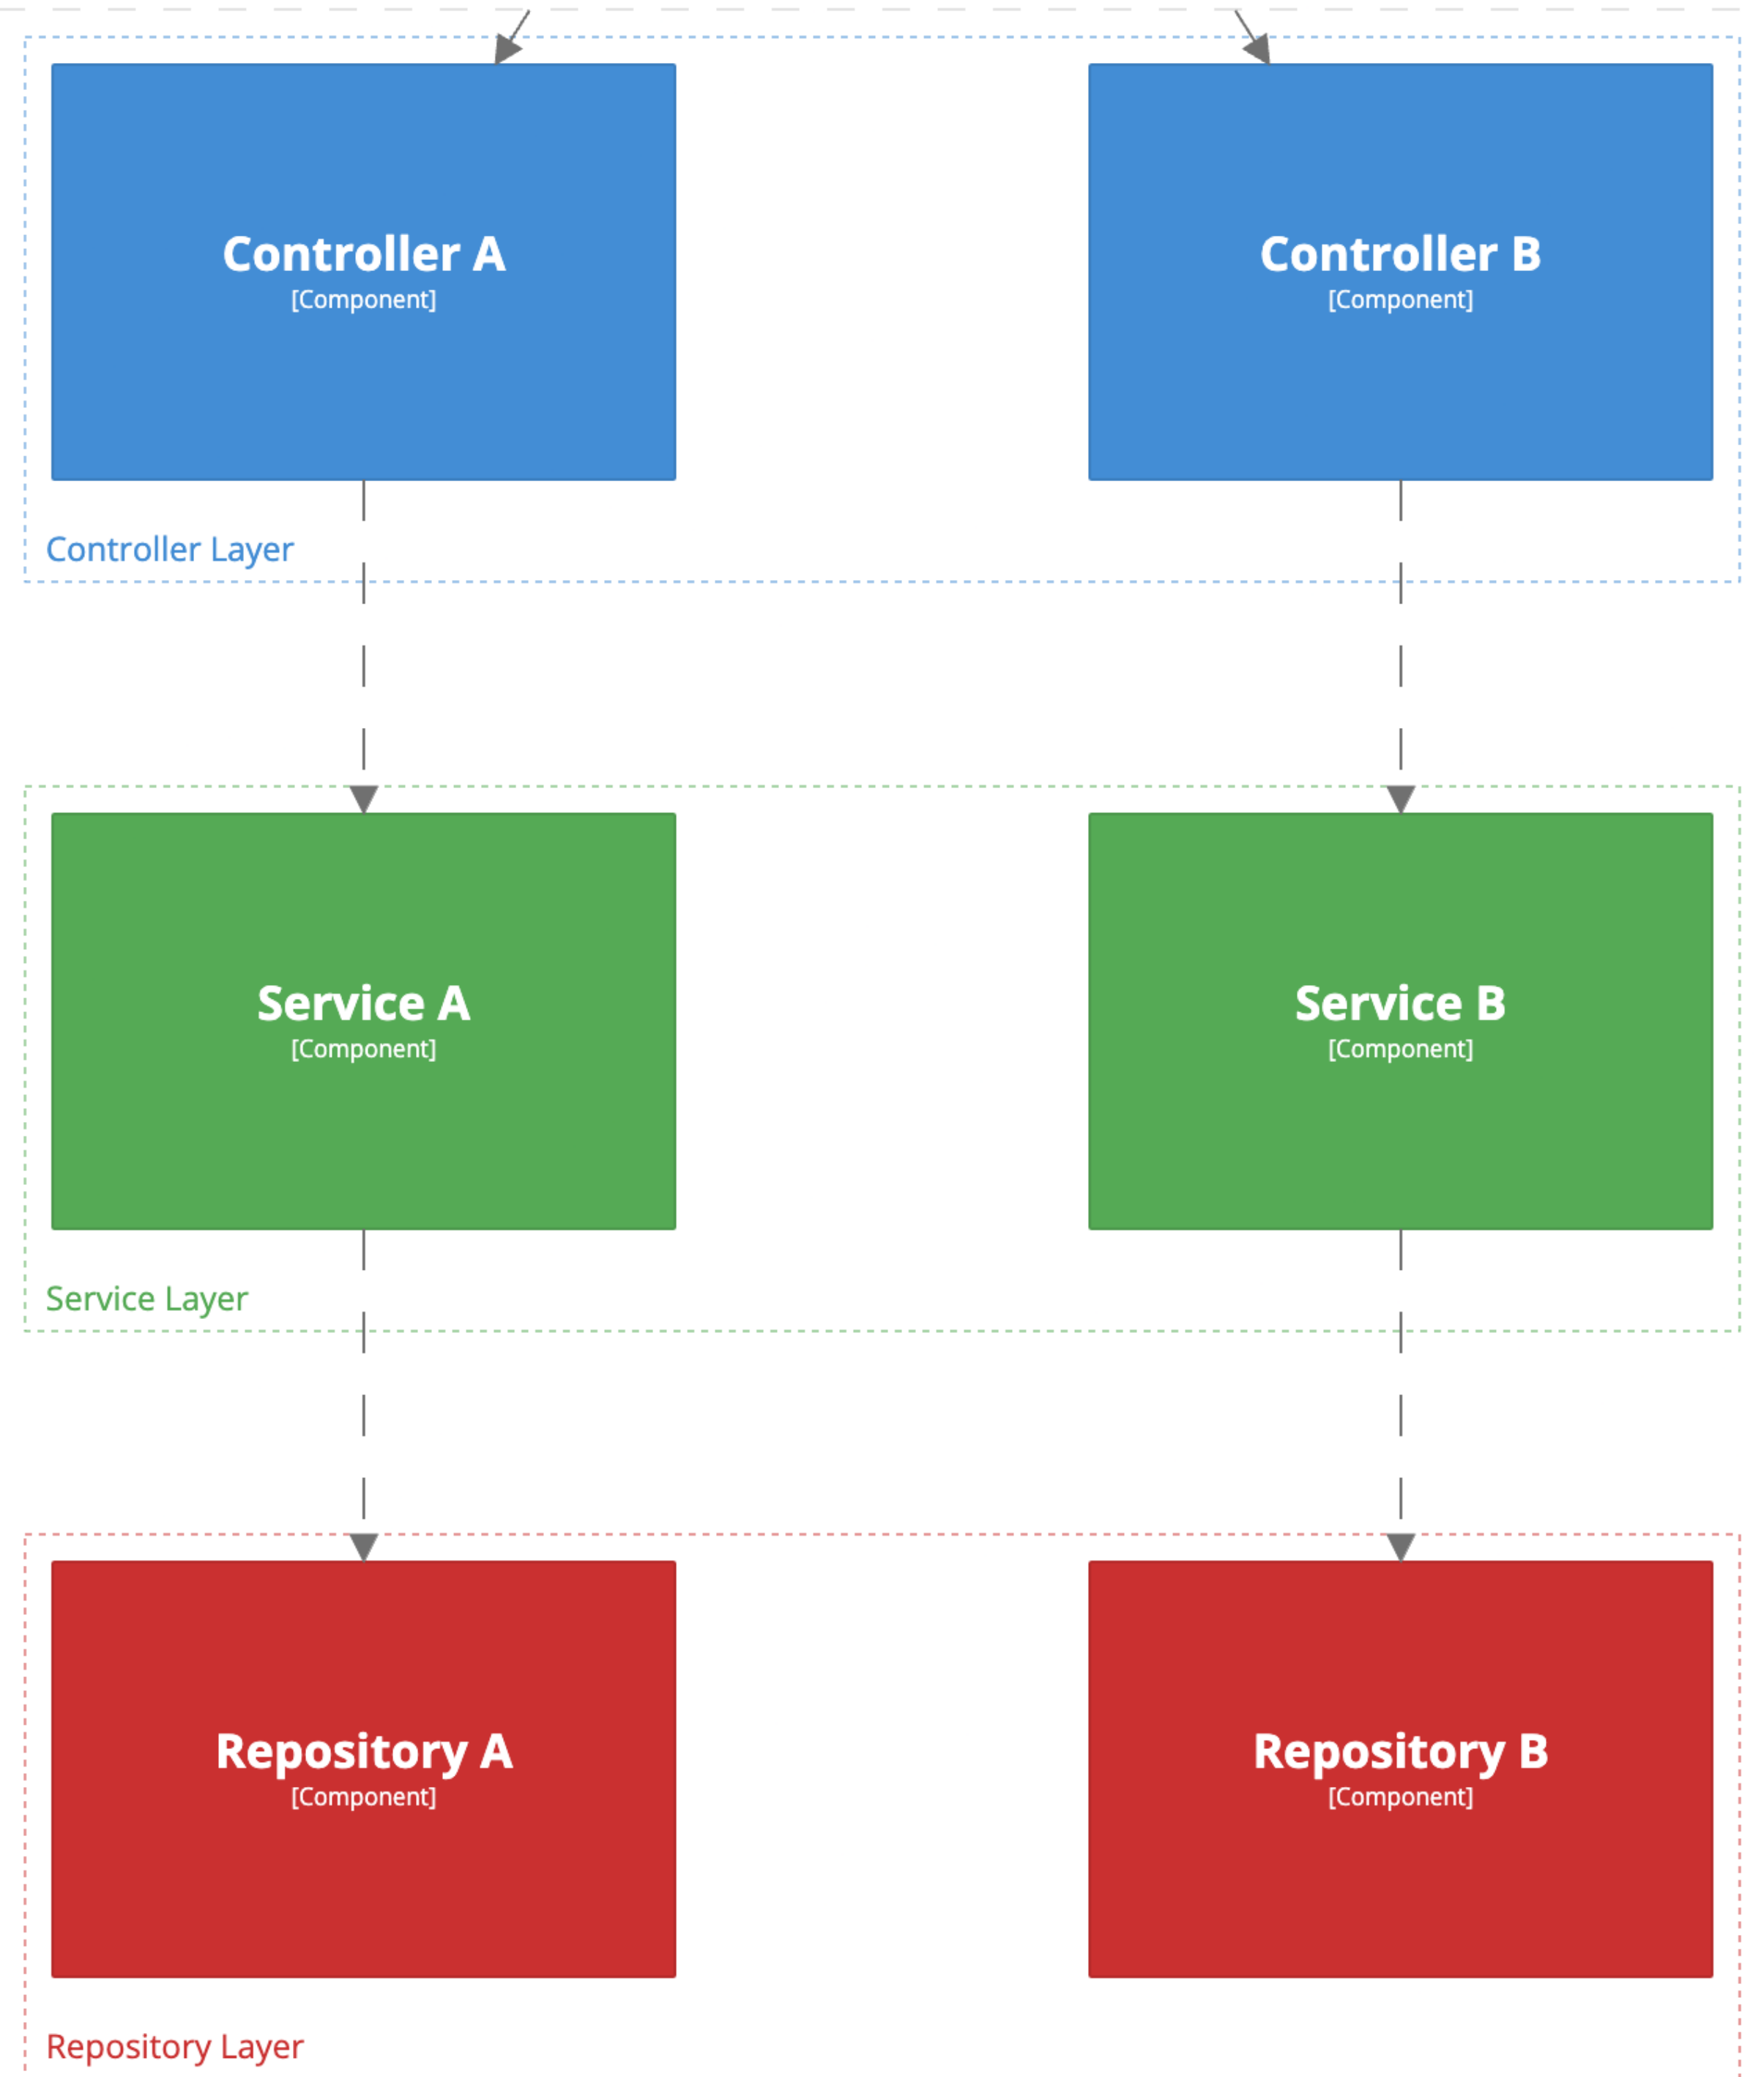 Controller A
[Component]
Controller B
[Component]
Controller Layer
Service A
[Component]
Service B
[Component]
Service Layer
Repository A
[Component]
Repository B
[Component]
Repository Layer